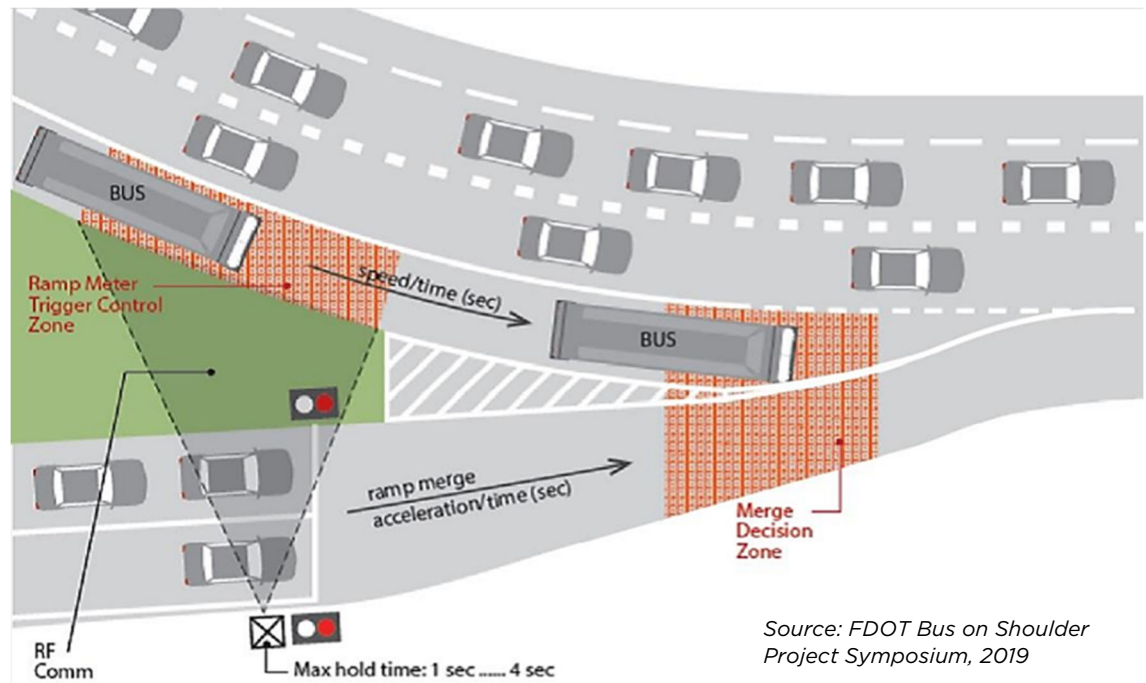 BUS
Ramp Meter
Trigger Control
Zone
speed/time (sec)
BUS
ramp merge
acceleration/time (sec)
Merge
Decision
Zone
RF
Comm
Max hold time: 1 sec ...... 4 sec
Source: FDOT Bus on Shoulder
Project Symposium, 2019